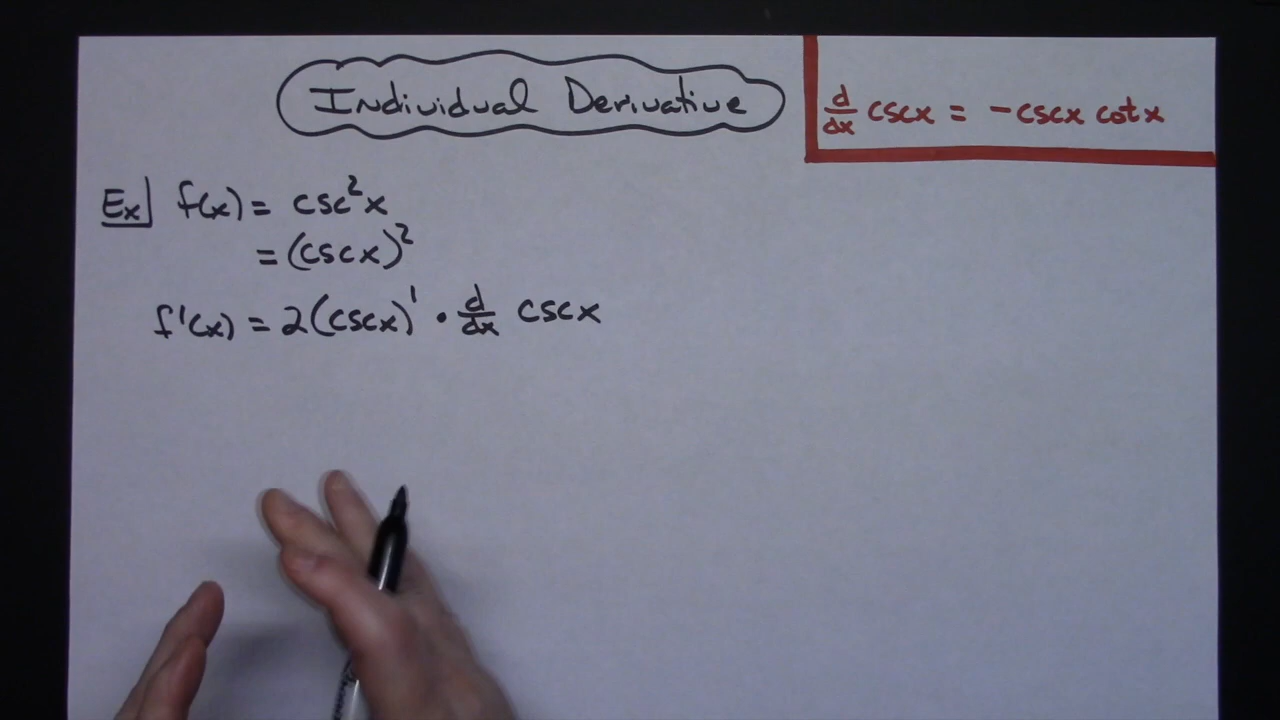 Individual Derivative
d/dx cscx = -cscx cotx
Ex| f(x) = csc²x
= (cscx)²
f'(x) = 2(cscx)¹ • d/dx cscx